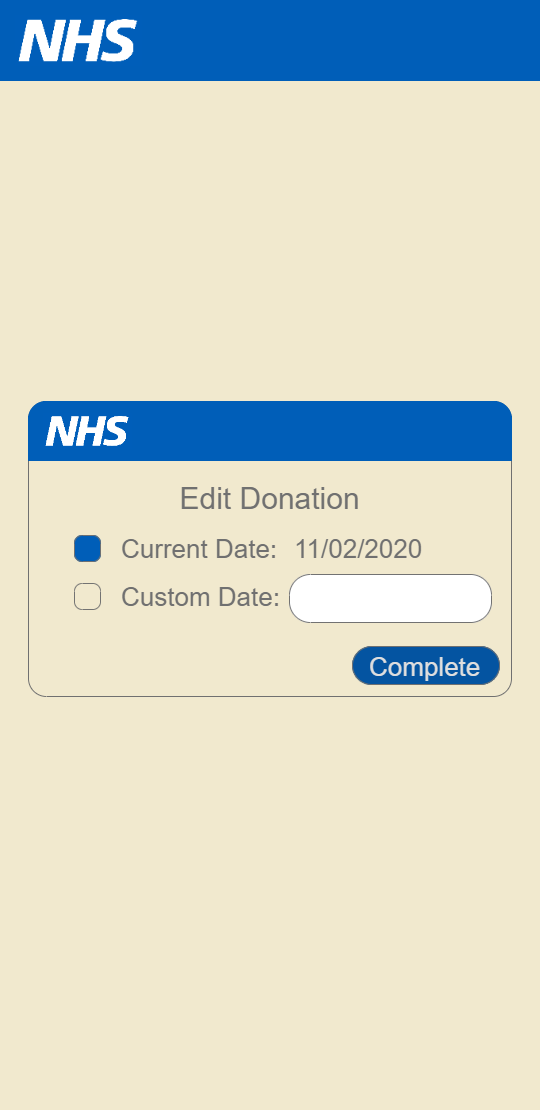 NHS
NHS
Edit Donation
Current Date: 11/02/2020
Custom Date:
Complete